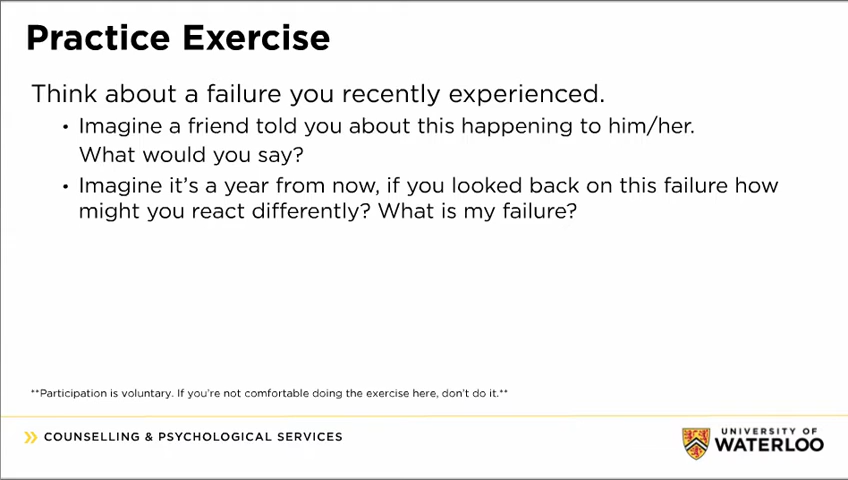 Practice Exercise
Think about a failure you recently experienced.
• Imagine a friend told you about this happening to him/her.
What would you say?
• Imagine it's a year from now, if you looked back on this failure how
might you react differently? What is my failure?
**Participation is voluntary. If you're not comfortable doing the exercise here, don't do it.**
COUNSELLING & PSYCHOLOGICAL SERVICES
UNIVERSITY OF
WATERLOO